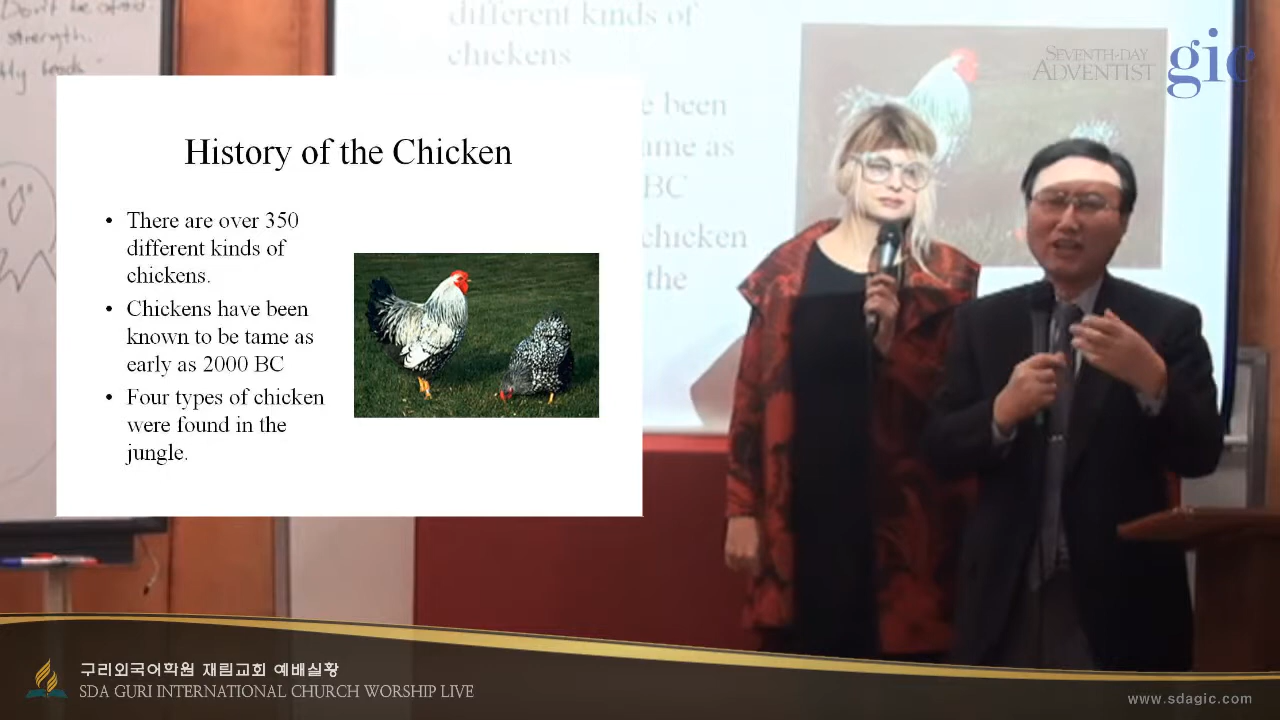 Don't be afraid
strength.
different kinds of
chickens
e been
ame as
BC
chicken
the
SEVENTH-DAY
ADVENTIST
gic
History of the Chicken
• There are over 350
different kinds of
chickens.
• Chickens have been
known to be tame as
early as 2000 BC
• Four types of chicken
were found in the
jungle.
구리외국어학원 재림교회 예배실황
SDA GURI INTERNATIONAL CHURCH WORSHIP LIVE
www.sdagic.com